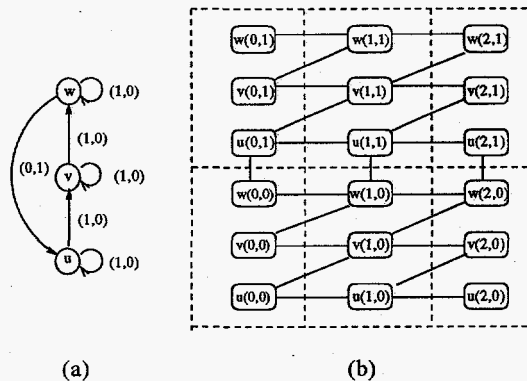 w (1,0)
(0,1) (1,0)
v (1,0)
(1,0)
u (1,0)
(a)
w(0,1) w(1,1) w(2,1)
v(0,1) v(1,1) v(2,1)
u(0,1) u(1,1) u(2,1)
w(0,0) w(1,0) w(2,0)
v(0,0) v(1,0) v(2,0)
u(0,0) u(1,0) u(2,0)
(b)